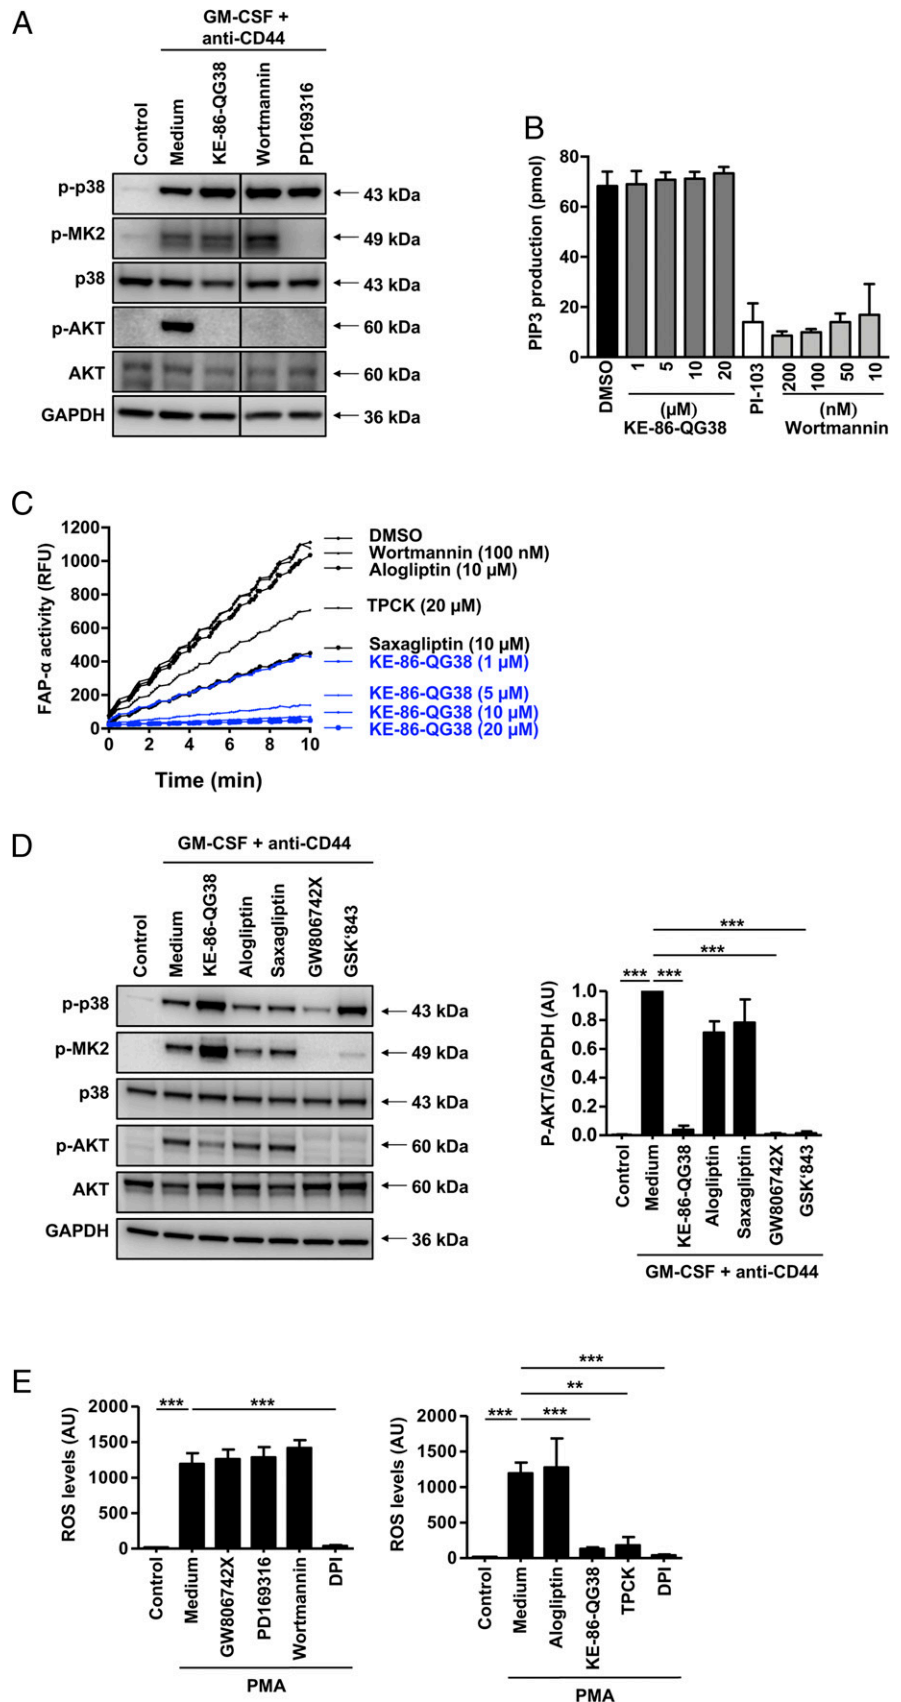 A
GM-CSF +
anti-CD44
Control
Medium
KE-86-QG38
Wortmannin
PD169316
p-p38
43 kDa
p-MK2
49 kDa
p38
43 kDa
p-AKT
60 kDa
AKT
60 kDa
GAPDH
36 kDa
B
PIP3 production (pmol)
80
60
40
20
0
DMSO
1
5
10
20
PI-103
200
100
50
10
(µM)
KE-86-QG38
(nM)
Wortmannin
C
FAP-α activity (RFU)
1200
1000
800
600
400
200
0
0 2 4 6 8 10
Time (min)
DMSO
Wortmannin (100 nM)
Alogliptin (10 µM)
TPCK (20 µM)
Saxagliptin (10 µM)
KE-86-QG38 (1 µM)
KE-86-QG38 (5 µM)
KE-86-QG38 (10 µM)
KE-86-QG38 (20 µM)
D
GM-CSF + anti-CD44
Control
Medium
KE-86-QG38
Alogliptin
Saxagliptin
GW806742X
GSK'843
p-p38
43 kDa
p-MK2
49 kDa
p38
43 kDa
p-AKT
60 kDa
AKT
60 kDa
GAPDH
36 kDa
P-AKT/GAPDH (AU)
1.0
0.8
0.6
0.4
0.2
0.0
***
***
*** ***
Control
Medium
KE-86-QG38
Alogliptin
Saxagliptin
GW806742X
GSK'843
GM-CSF + anti-CD44
E
ROS levels (AU)
2000
1500
1000
500
0
*** ***
Control
Medium
GW806742X
PD169316
Wortmannin
DPI
PMA
ROS levels (AU)
2000
1500
1000
500
0
***
**
*** ***
Control
Medium
Alogliptin
KE-86-QG38
TPCK
DPI
PMA